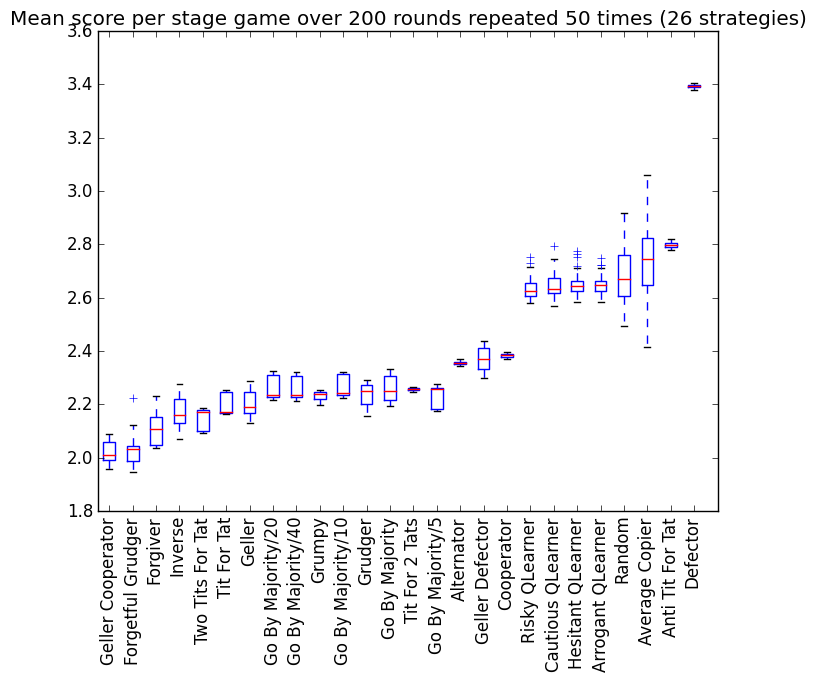 Mean score per stage game over 200 rounds repeated 50 times (26 strategies)
3.6
3.4
3.2
3.0
2.8
2.6
2.4
2.2
2.0
1.8
Geller Cooperator
Forgetful Grudger
Forgiver
Inverse
Two Tits For Tat
Tit For Tat
Geller
Go By Majority/20
Go By Majority/40
Grumpy
Go By Majority/10
Grudger
Go By Majority
Tit For 2 Tats
Go By Majority/5
Alternator
Geller Defector
Cooperator
Risky QLearner
Cautious QLearner
Hesitant QLearner
Arrogant QLearner
Random
Average Copier
Anti Tit For Tat
Defector